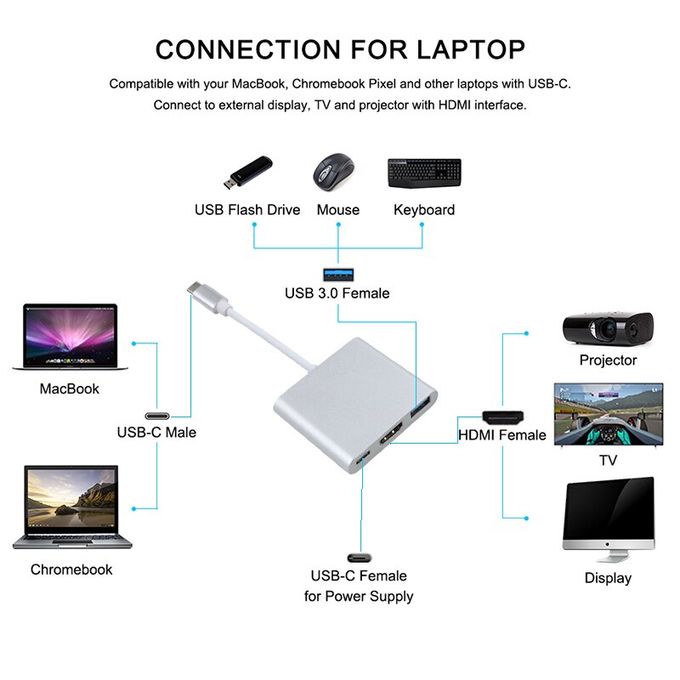 CONNECTION FOR LAPTOP
Compatible with your MacBook, Chromebook Pixel and other laptops with USB-C.
Connect to external display, TV and projector with HDMI interface.
USB Flash Drive
Mouse
Keyboard
USB 3.0 Female
MacBook
USB-C Male
Chromebook
Projector
HDMI Female
TV
Display
USB-C Female
for Power Supply